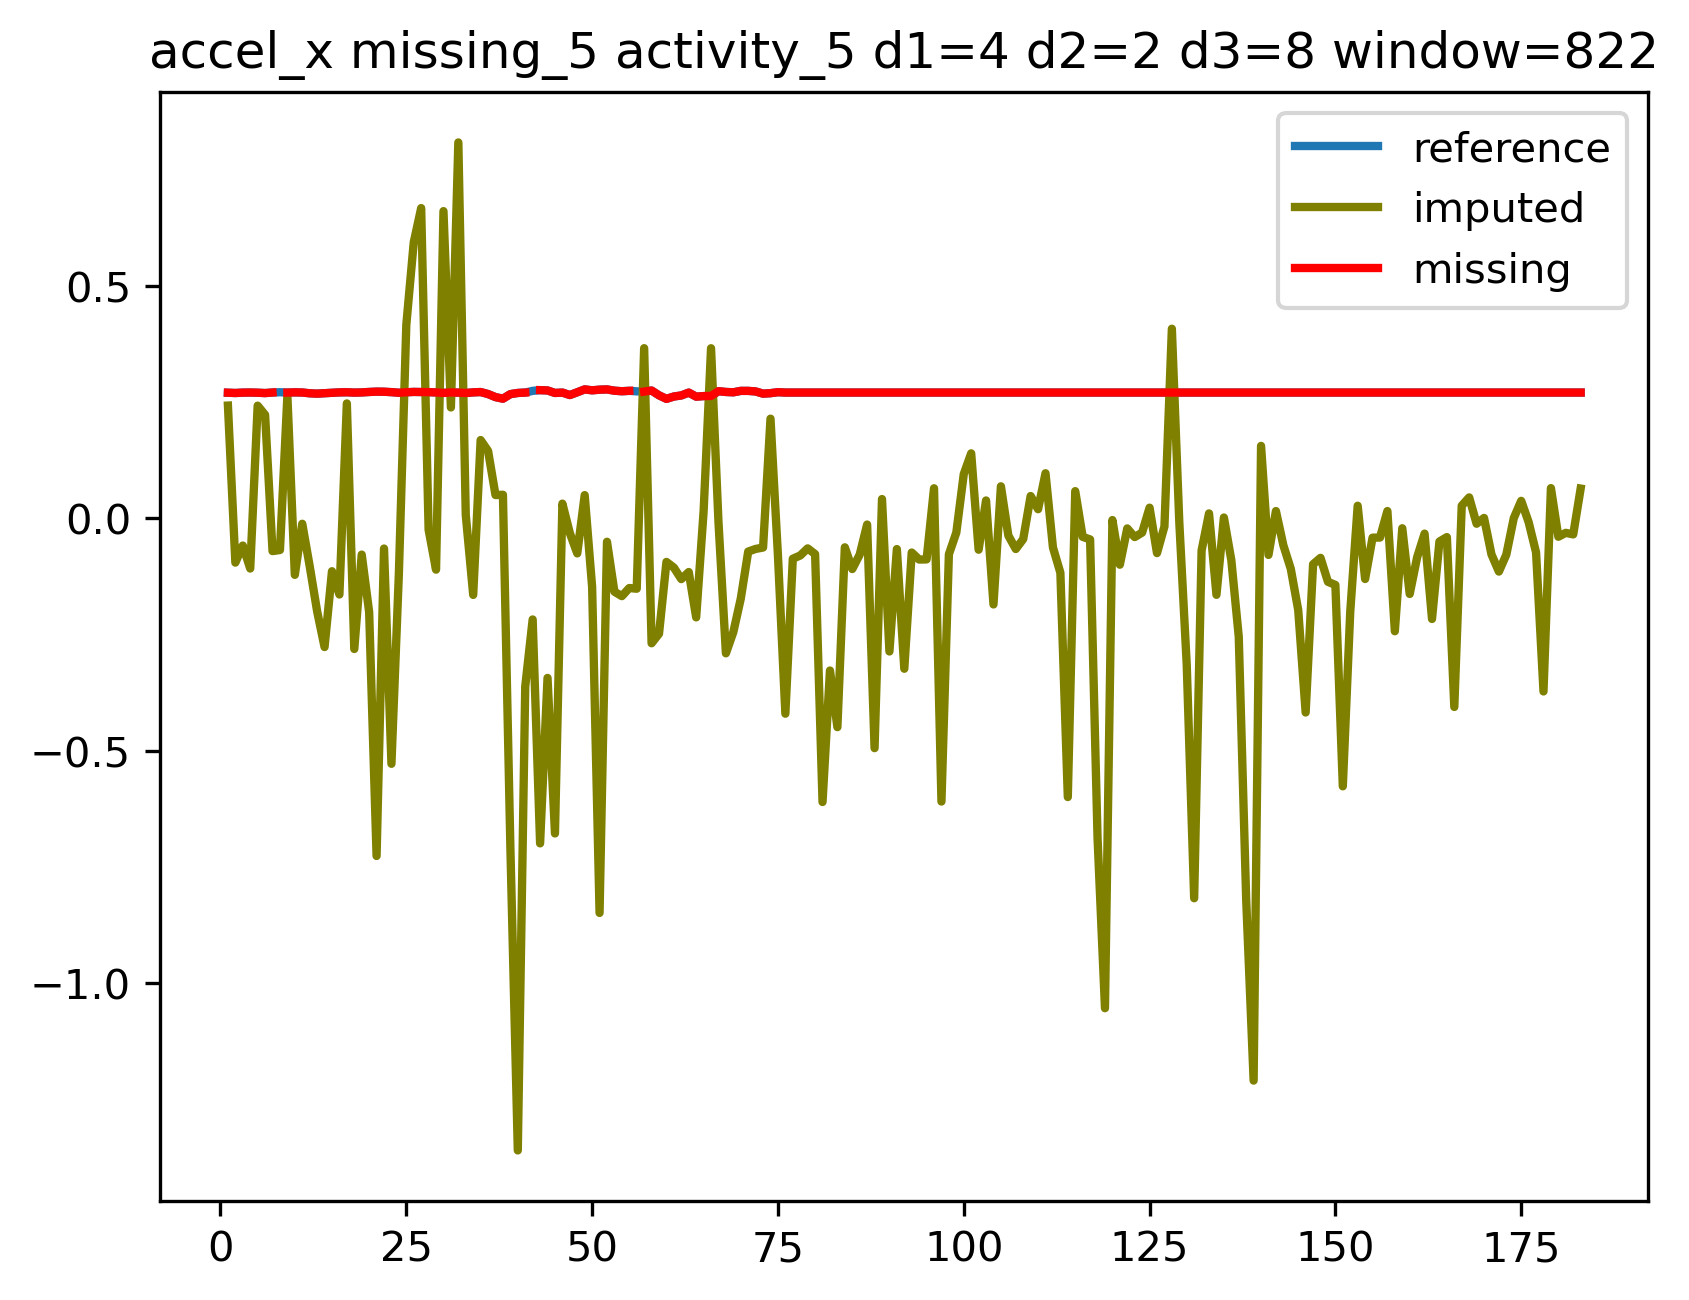 accel_x missing_5 activity_5 d1=4 d2=2 d3=8 window=822
reference
imputed
missing
0.5
0.0
−0.5
−1.0
0 25 50 75 100 125 150 175